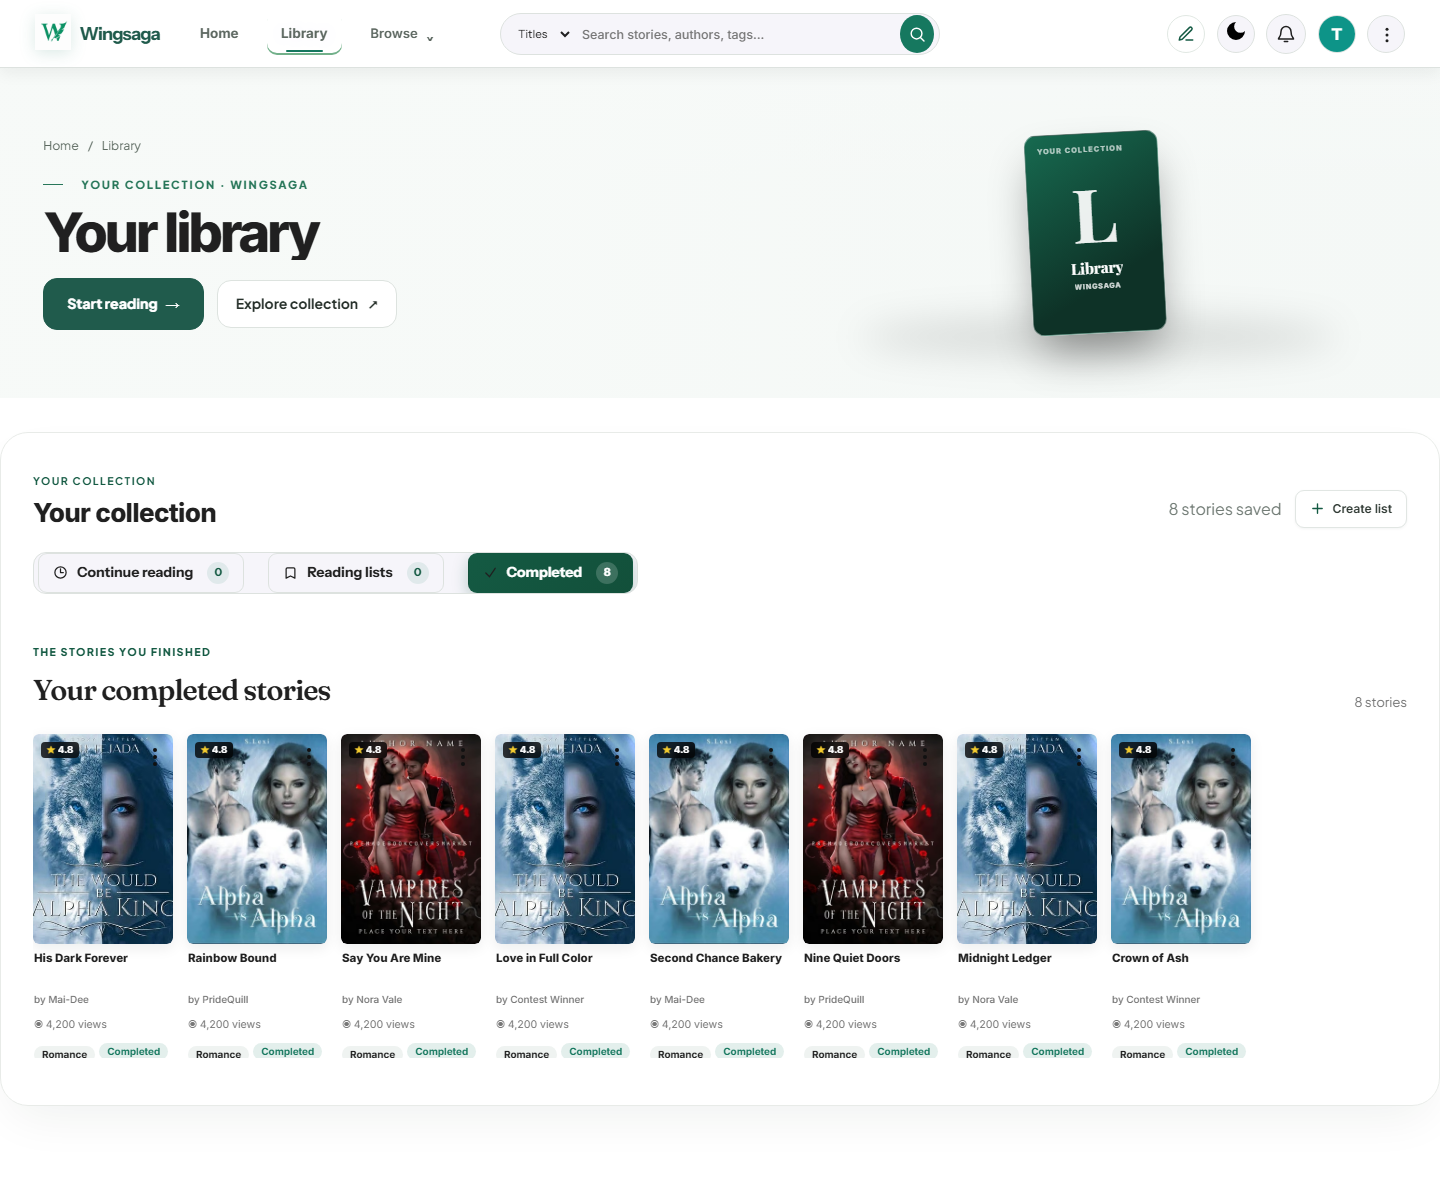 Wingsaga
Home
Library
Browse
Titles
Search stories, authors, tags...
T
Home / Library
YOUR COLLECTION · WINGSAGA
Your library
Start reading →
Explore collection ↗
YOUR COLLECTION
L
Library
WINGSAGA
YOUR COLLECTION
Your collection
8 stories saved
Create list
Continue reading 0
Reading lists 0
Completed 8
THE STORIES YOU FINISHED
Your completed stories
8 stories
★ 4.8
THE WOULD
BE
ALPHA KING
His Dark Forever
by Mai-Dee
4,200 views
Romance Completed
★ 4.8
Alpha
vs Alpha
Rainbow Bound
by PrideQuill
4,200 views
Romance Completed
★ 4.8
NAME
VAMPIRES
OF THE NIGHT
PLACE YOUR TEXT HERE
Say You Are Mine
by Nora Vale
4,200 views
Romance Completed
★ 4.8
THE WOULD
BE
ALPHA KING
Love in Full Color
by Contest Winner
4,200 views
Romance Completed
★ 4.8
Alpha
vs Alpha
Second Chance Bakery
by Mai-Dee
4,200 views
Romance Completed
★ 4.8
NAME
VAMPIRES
OF THE NIGHT
PLACE YOUR TEXT HERE
Nine Quiet Doors
by PrideQuill
4,200 views
Romance Completed
★ 4.8
THE WOULD
BE
ALPHA KING
Midnight Ledger
by Nora Vale
4,200 views
Romance Completed
★ 4.8
Alpha
vs Alpha
Crown of Ash
by Contest Winner
4,200 views
Romance Completed